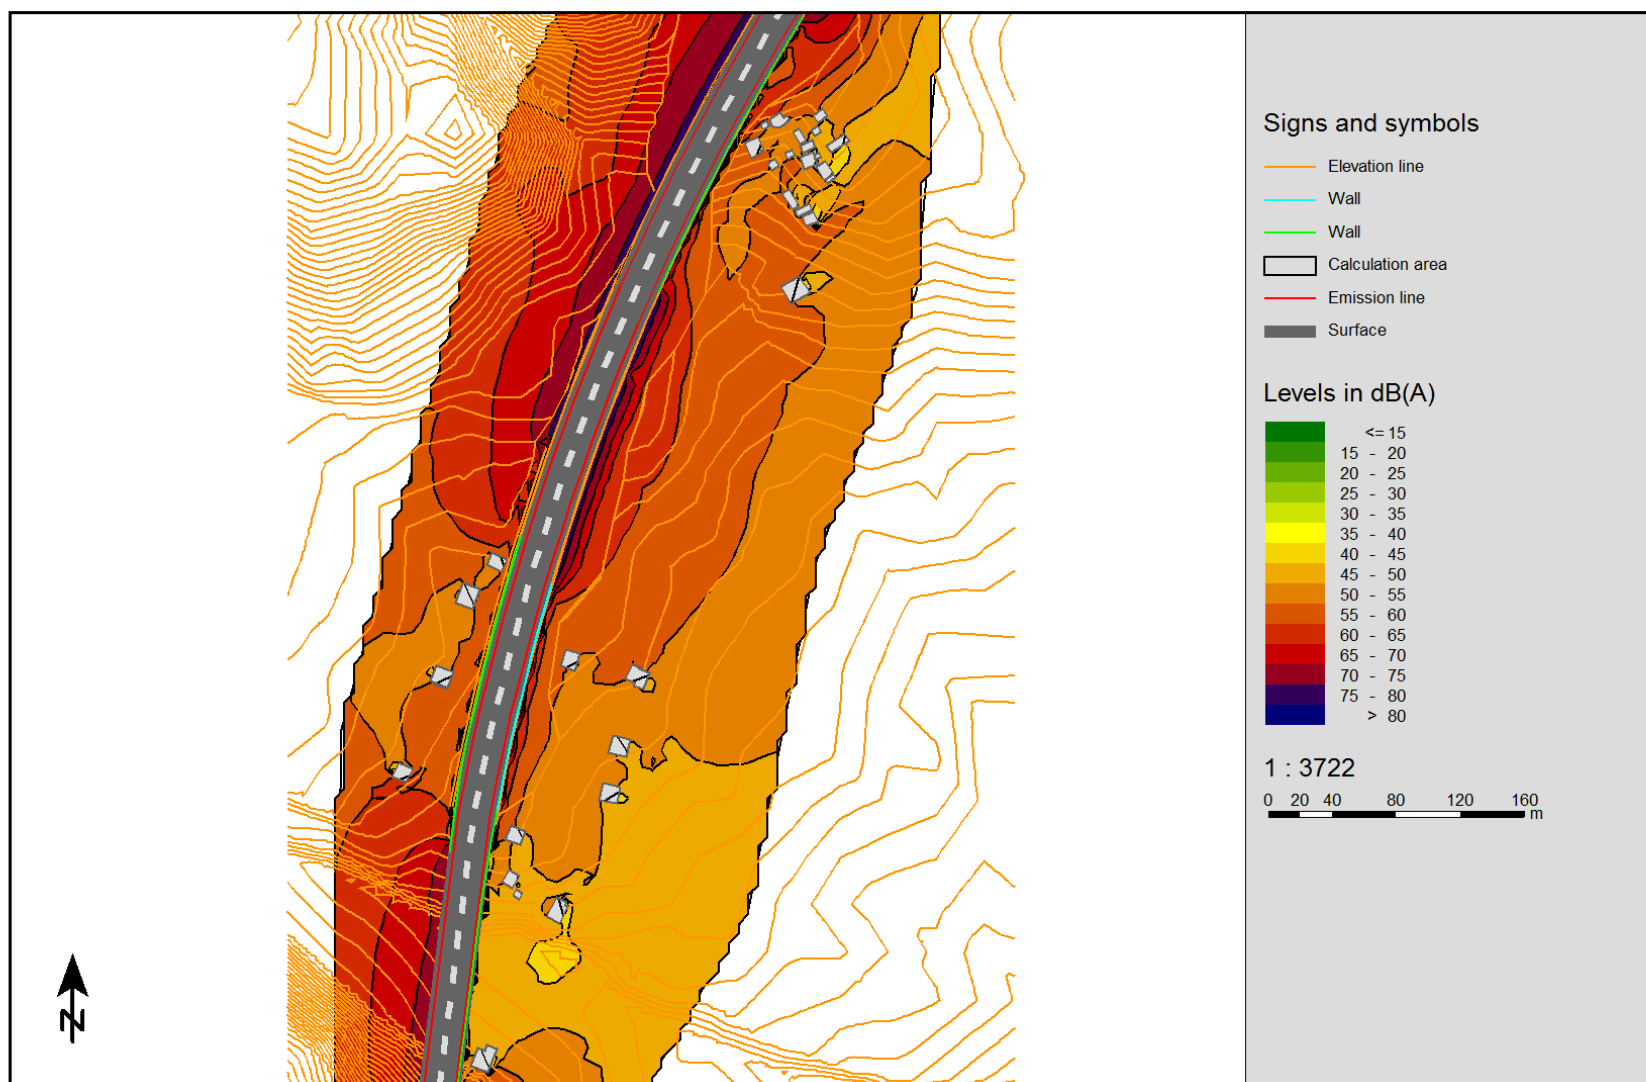 Signs and symbols
Elevation line
Wall
Wall
Calculation area
Emission line
Surface
Levels in dB(A)
<= 15
15 - 20
20 - 25
25 - 30
30 - 35
35 - 40
40 - 45
45 - 50
50 - 55
55 - 60
60 - 65
65 - 70
70 - 75
75 - 80
> 80
1 : 3722
0 20 40 80 120 160
m
N